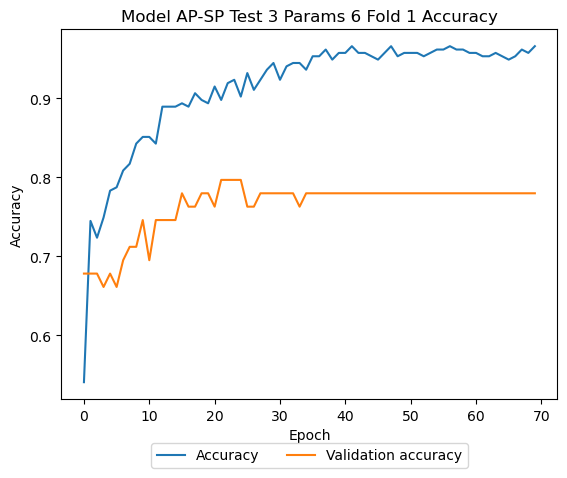 Model AP-SP Test 3 Params 6 Fold 1 Accuracy
Accuracy
0.9
0.8
0.7
0.6
0 10 20 30 40 50 60 70
Epoch
Accuracy Validation accuracy